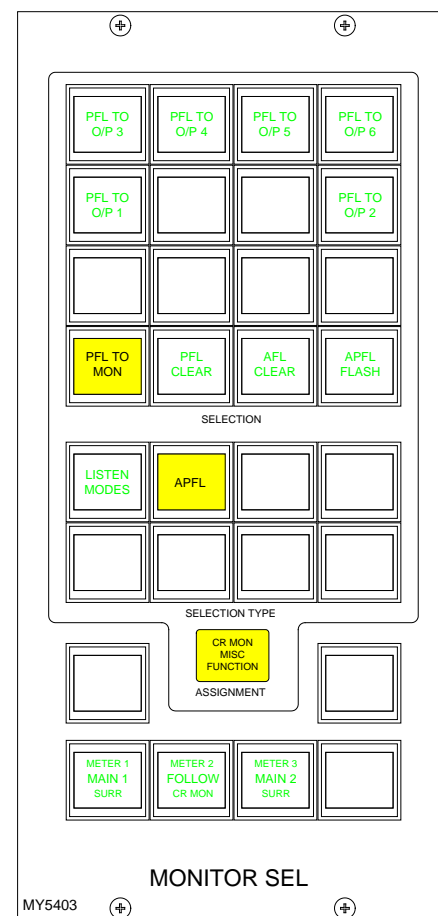 PFL TO
O/P 3
PFL TO
O/P 4
PFL TO
O/P 5
PFL TO
O/P 6
PFL TO
O/P 1
PFL TO
O/P 2
PFL TO
MON
PFL
CLEAR
AFL
CLEAR
APFL
FLASH
SELECTION
LISTEN
MODES
APFL
SELECTION TYPE
CR MON
MISC
FUNCTION
ASSIGNMENT
METER 1
MAIN 1
SURR
METER 2
FOLLOW
CR MON
METER 3
MAIN 2
SURR
MONITOR SEL
MY5403